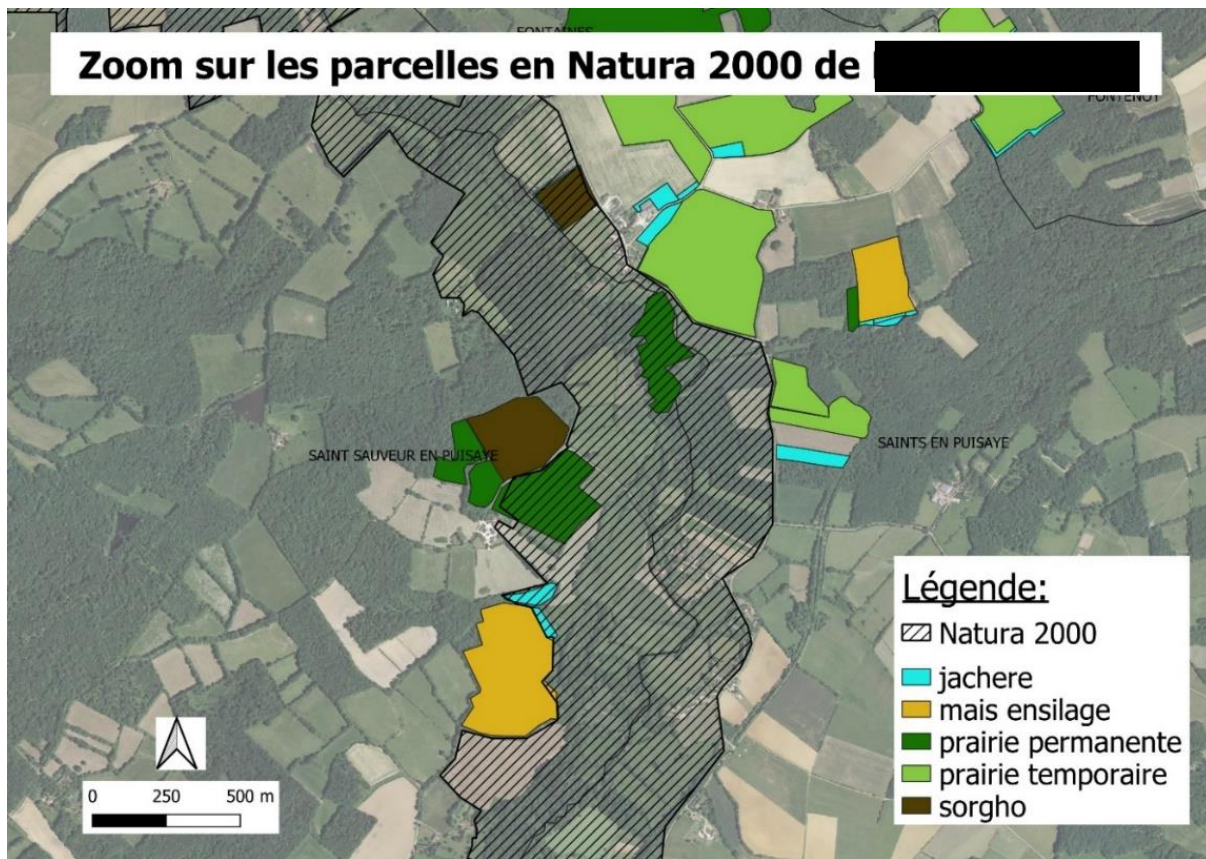 FONTAINES
Zoom sur les parcelles en Natura 2000 de
FONTENOY
SAINT SAUVEUR EN PUISAYE
SAINTS EN PUISAYE
Légende:
Natura 2000
jachere
mais ensilage
prairie permanente
prairie temporaire
sorgho
0 250 500 m